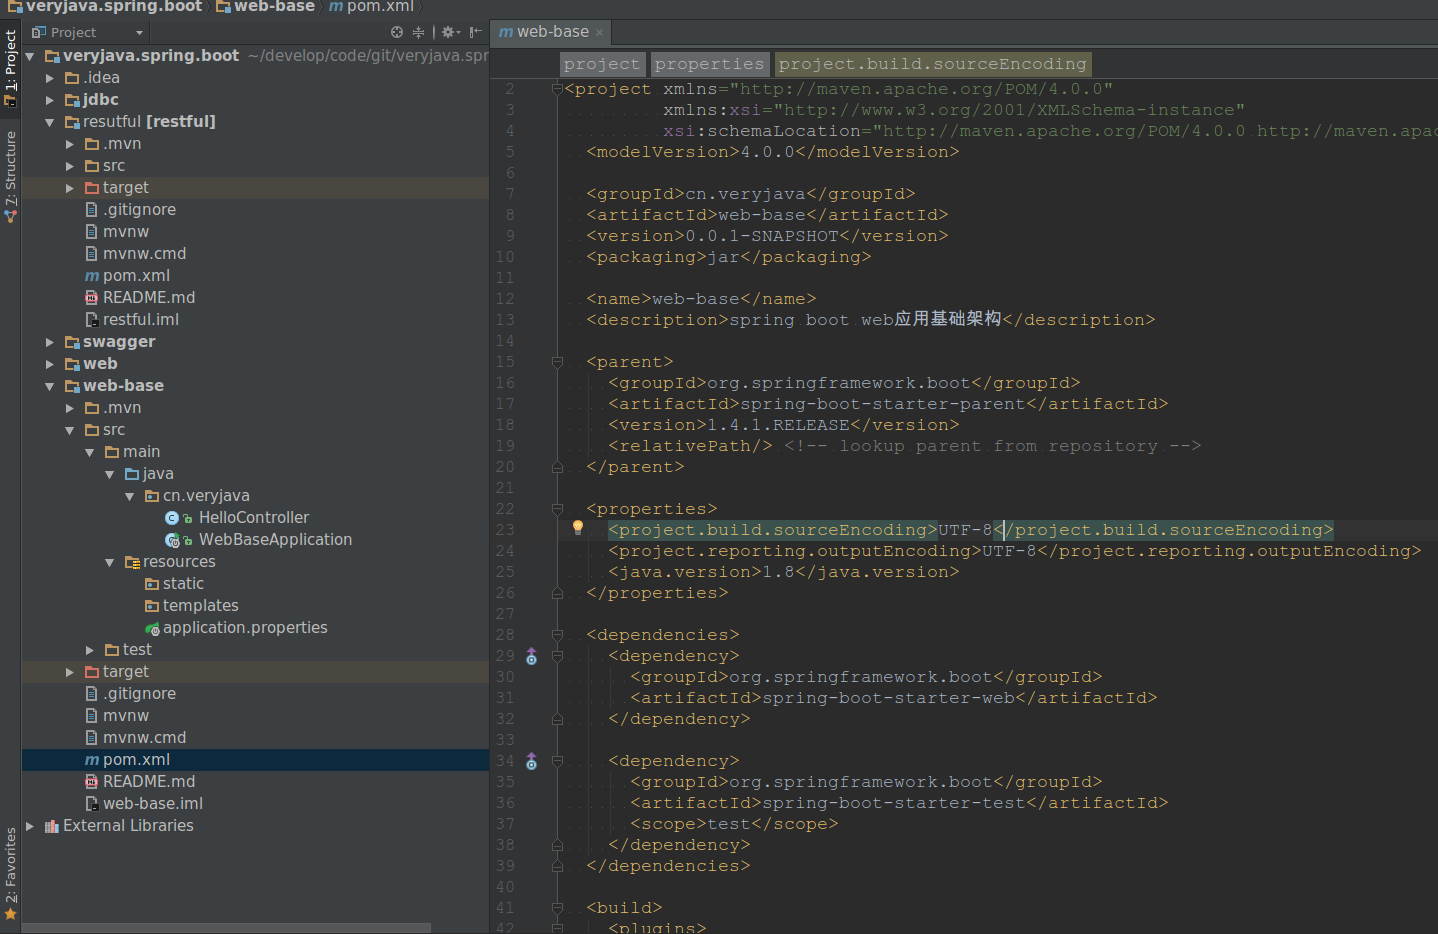 veryjava.spring.boot web-base m pom.xml
1: Project
7: Structure
2: Favorites
Project
veryjava.spring.boot ~/develop/code/git/veryjava.spr
.idea
jdbc
resutful [restful]
.mvn
src
target
.gitignore
mvnw
mvnw.cmd
m pom.xml
README.md
restful.iml
swagger
web
web-base
.mvn
src
main
java
cn.veryjava
HelloController
WebBaseApplication
resources
static
templates
application.properties
test
target
.gitignore
mvnw
mvnw.cmd
m pom.xml
README.md
web-base.iml
External Libraries
m web-base ×
project properties project.build.sourceEncoding
2 <project xmlns="http://maven.apache.org/POM/4.0.0"
3 xmlns:xsi="http://www.w3.org/2001/XMLSchema-instance"
4 xsi:schemaLocation="http://maven.apache.org/POM/4.0.0 http://maven.apac
5 <modelVersion>4.0.0</modelVersion>
6
7 <groupId>cn.veryjava</groupId>
8 <artifactId>web-base</artifactId>
9 <version>0.0.1-SNAPSHOT</version>
10 <packaging>jar</packaging>
11
12 <name>web-base</name>
13 <description>spring boot web应用基础架构</description>
14
15 <parent>
16 <groupId>org.springframework.boot</groupId>
17 <artifactId>spring-boot-starter-parent</artifactId>
18 <version>1.4.1.RELEASE</version>
19 <relativePath/> <!-- lookup parent from repository -->
20 </parent>
21
22 <properties>
23 <project.build.sourceEncoding>UTF-8</project.build.sourceEncoding>
24 <project.reporting.outputEncoding>UTF-8</project.reporting.outputEncoding>
25 <java.version>1.8</java.version>
26 </properties>
27
28 <dependencies>
29 <dependency>
30 <groupId>org.springframework.boot</groupId>
31 <artifactId>spring-boot-starter-web</artifactId>
32 </dependency>
33
34 <dependency>
35 <groupId>org.springframework.boot</groupId>
36 <artifactId>spring-boot-starter-test</artifactId>
37 <scope>test</scope>
38 </dependency>
39 </dependencies>
40
41 <build>
42 <plugins>